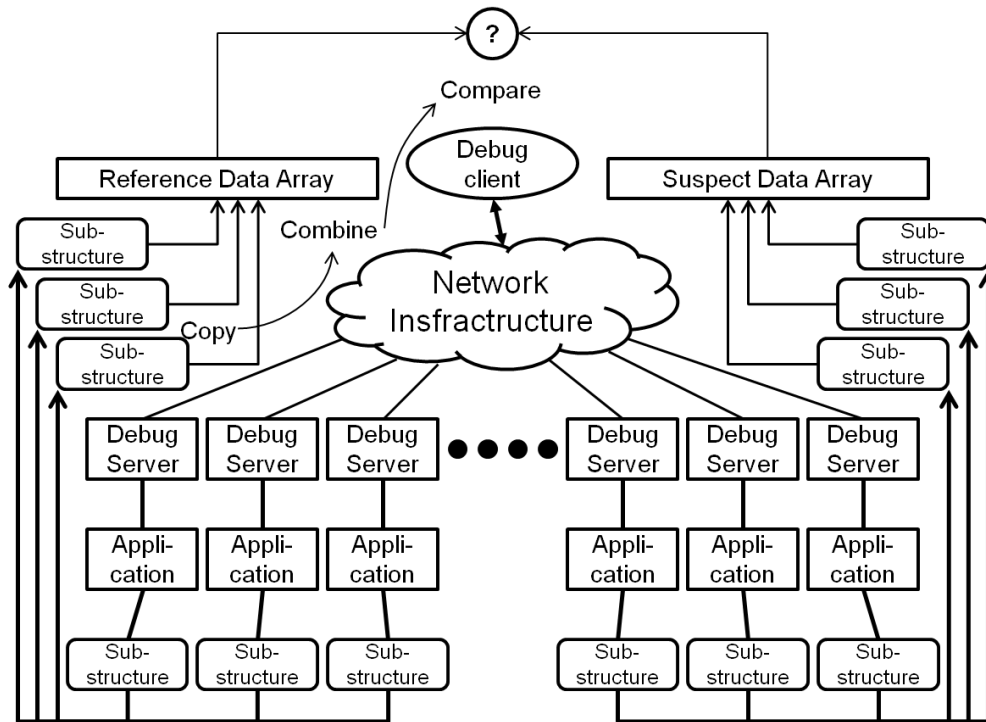 ?
Compare
Debug
client
Reference Data Array
Suspect Data Array
Sub-
structure
Combine
Sub-
structure
Sub-
structure
Network
Insfractructure
Sub-
structure
Copy
Sub-
structure
Sub-
structure
Debug
Server
Debug
Server
Debug
Server
Debug
Server
Debug
Server
Debug
Server
Appli-
cation
Appli-
cation
Appli-
cation
Appli-
cation
Appli-
cation
Appli-
cation
Sub-
structure
Sub-
structure
Sub-
structure
Sub-
structure
Sub-
structure
Sub-
structure